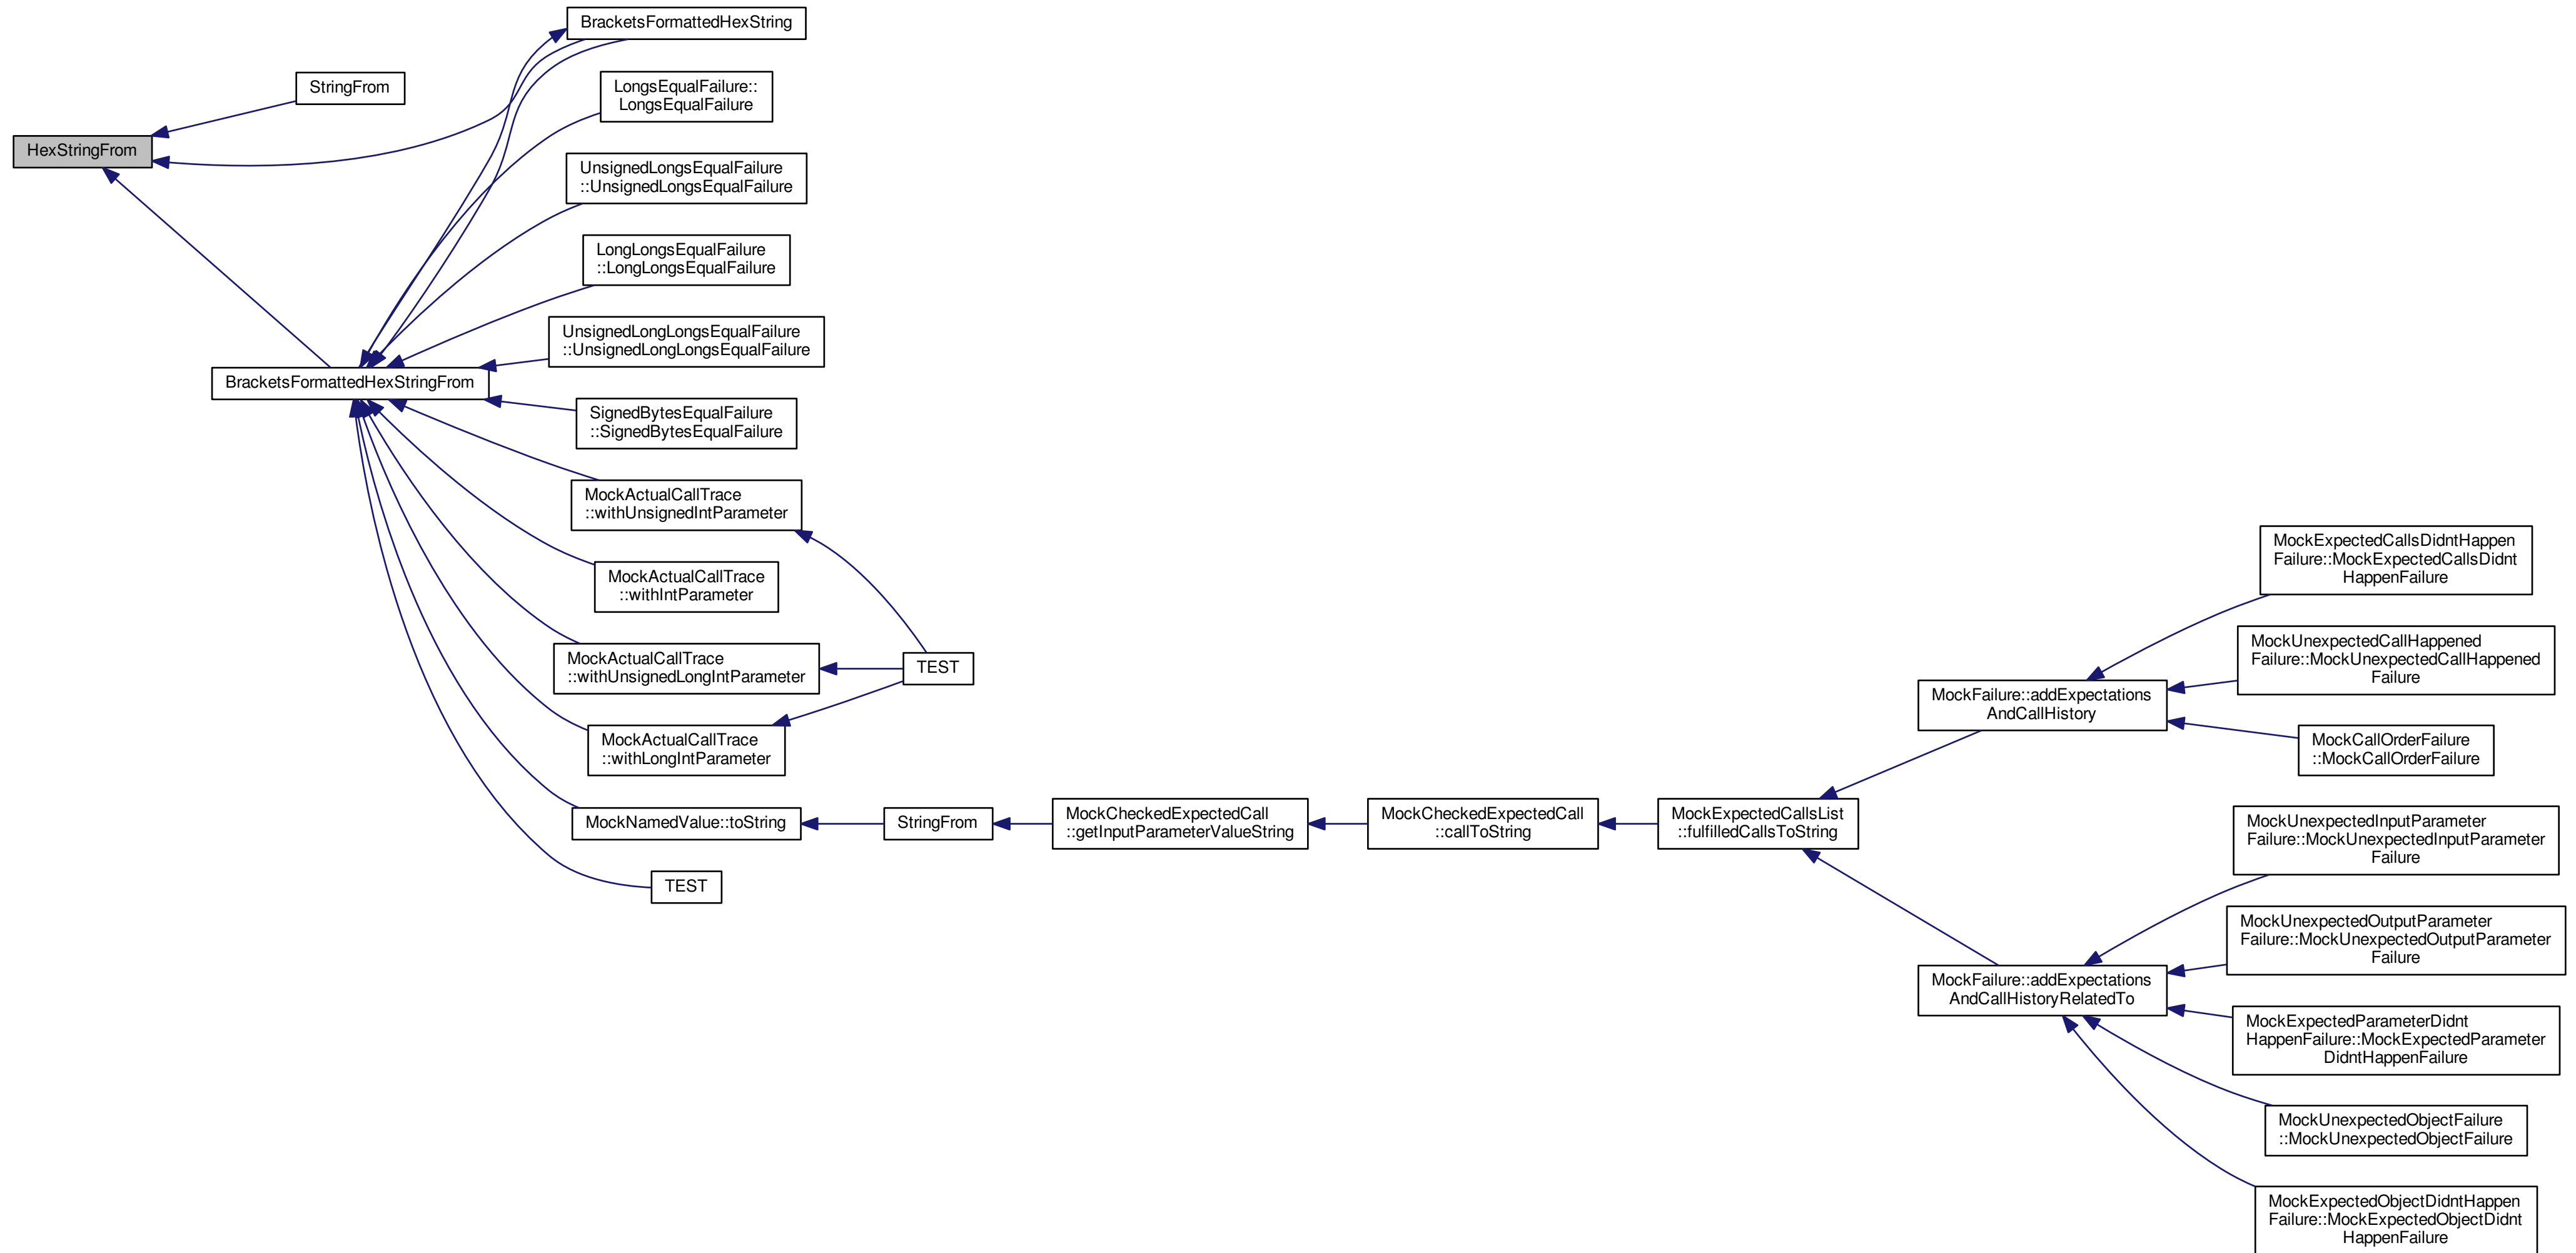 HexStringFrom
StringFrom
BracketsFormattedHexStringFrom
BracketsFormattedHexString
LongsEqualFailure::
LongsEqualFailure
UnsignedLongsEqualFailure
::UnsignedLongsEqualFailure
LongLongsEqualFailure
::LongLongsEqualFailure
UnsignedLongLongsEqualFailure
::UnsignedLongLongsEqualFailure
SignedBytesEqualFailure
::SignedBytesEqualFailure
MockActualCallTrace
::withUnsignedIntParameter
MockActualCallTrace
::withIntParameter
MockActualCallTrace
::withUnsignedLongIntParameter
MockActualCallTrace
::withLongIntParameter
MockNamedValue::toString
TEST
TEST
StringFrom
MockCheckedExpectedCall
::getInputParameterValueString
MockCheckedExpectedCall
::callToString
MockExpectedCallsList
::fulfilledCallsToString
MockFailure::addExpectations
AndCallHistory
MockFailure::addExpectations
AndCallHistoryRelatedTo
MockExpectedCallsDidntHappen
Failure::MockExpectedCallsDidnt
HappenFailure
MockUnexpectedCallHappened
Failure::MockUnexpectedCallHappened
Failure
MockCallOrderFailure
::MockCallOrderFailure
MockUnexpectedInputParameter
Failure::MockUnexpectedInputParameter
Failure
MockUnexpectedOutputParameter
Failure::MockUnexpectedOutputParameter
Failure
MockExpectedParameterDidnt
HappenFailure::MockExpectedParameter
DidntHappenFailure
MockUnexpectedObjectFailure
::MockUnexpectedObjectFailure
MockExpectedObjectDidntHappen
Failure::MockExpectedObjectDidnt
HappenFailure